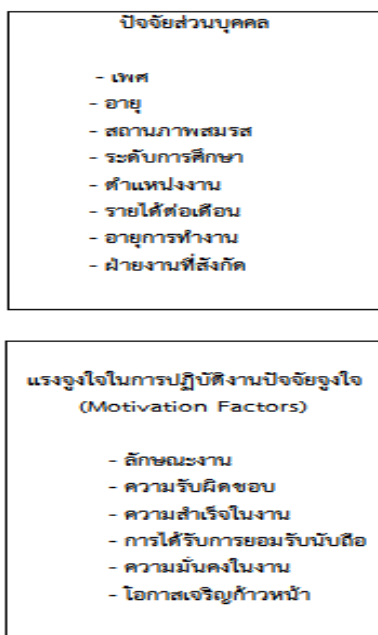 ปัจจัยส่วนบุคคล
- เพศ
- อายุ
- สถานภาพสมรส
- ระดับการศึกษา
- ตำแหน่งงาน
- รายได้ต่อเดือน
- อายุการทำงาน
- ฝ่ายงานที่สังกัด
แรงจูงใจในการปฏิบัติงานปัจจัยจูงใจ
(Motivation Factors)
- ลักษณะงาน
- ความรับผิดชอบ
- ความสำเร็จในงาน
- การได้รับการยอมรับนับถือ
- ความมั่นคงในงาน
- โอกาสเจริญก้าวหน้า